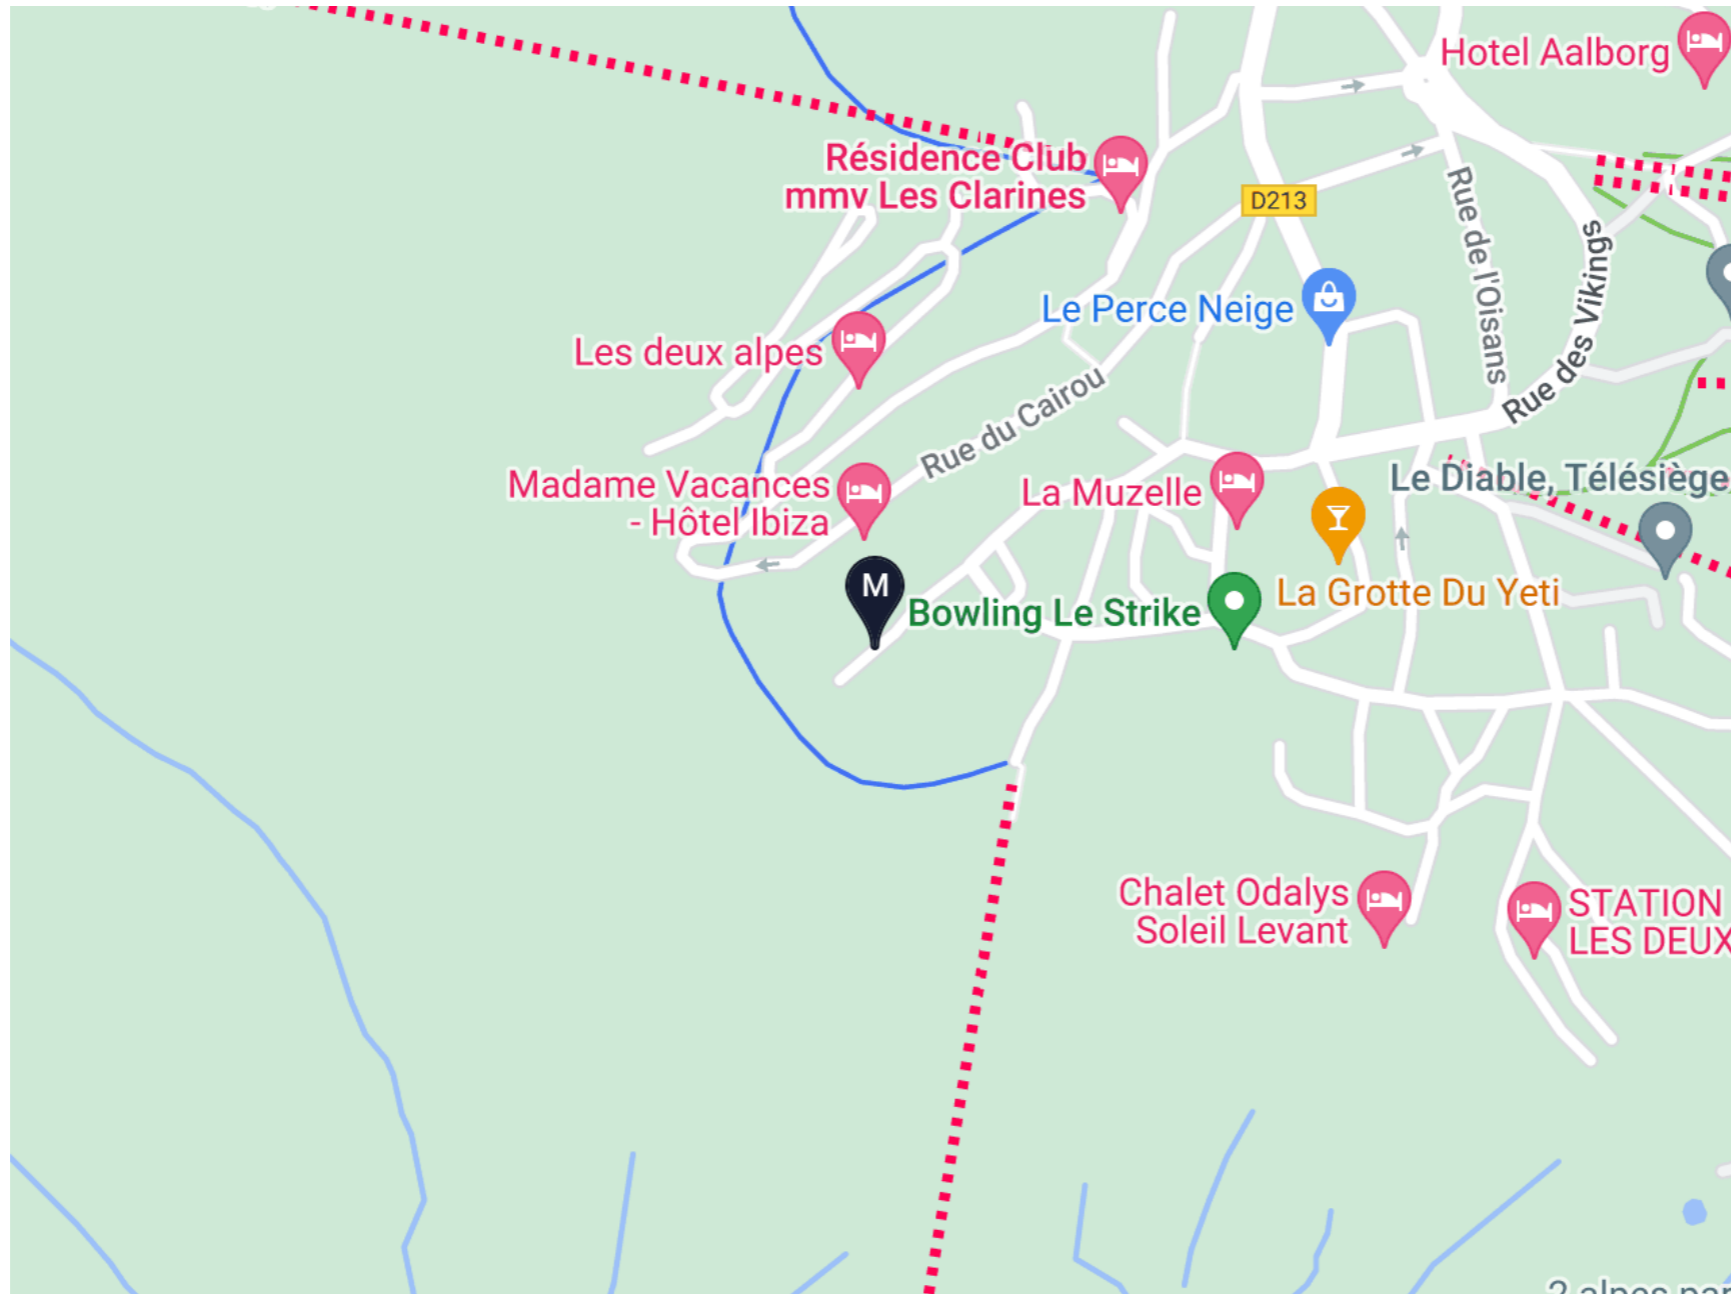 Hotel Aalborg
Résidence Club
mmv Les Clarines
D213
Rue de l'Oisans
Rue des Vikings
Le Perce Neige
Les deux alpes
Rue du Cairou
Madame Vacances
- Hôtel Ibiza
La Muzelle
Le Diable, Télésiège
M
Bowling Le Strike
La Grotte Du Yeti
Chalet Odalys
Soleil Levant
STATION
LES DEUX